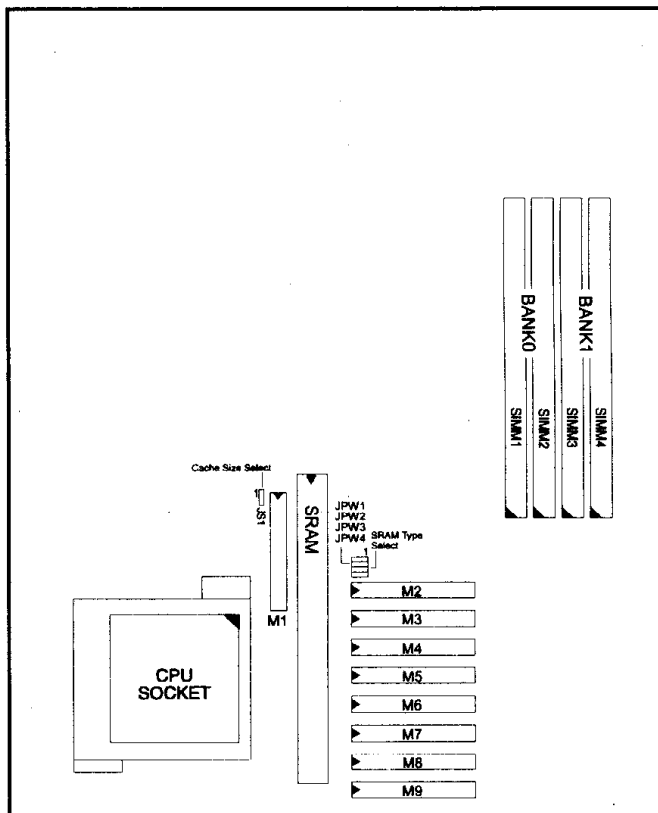 BANK0
BANK1
SIMM1
SIMM2
SIMM3
SIMM4
Cache Size Select
JS1
SRAM
JPW1
JPW2
JPW3
JPW4
SRAM Type
Select
M1
M2
M3
M4
M5
M6
M7
M8
M9
CPU
SOCKET